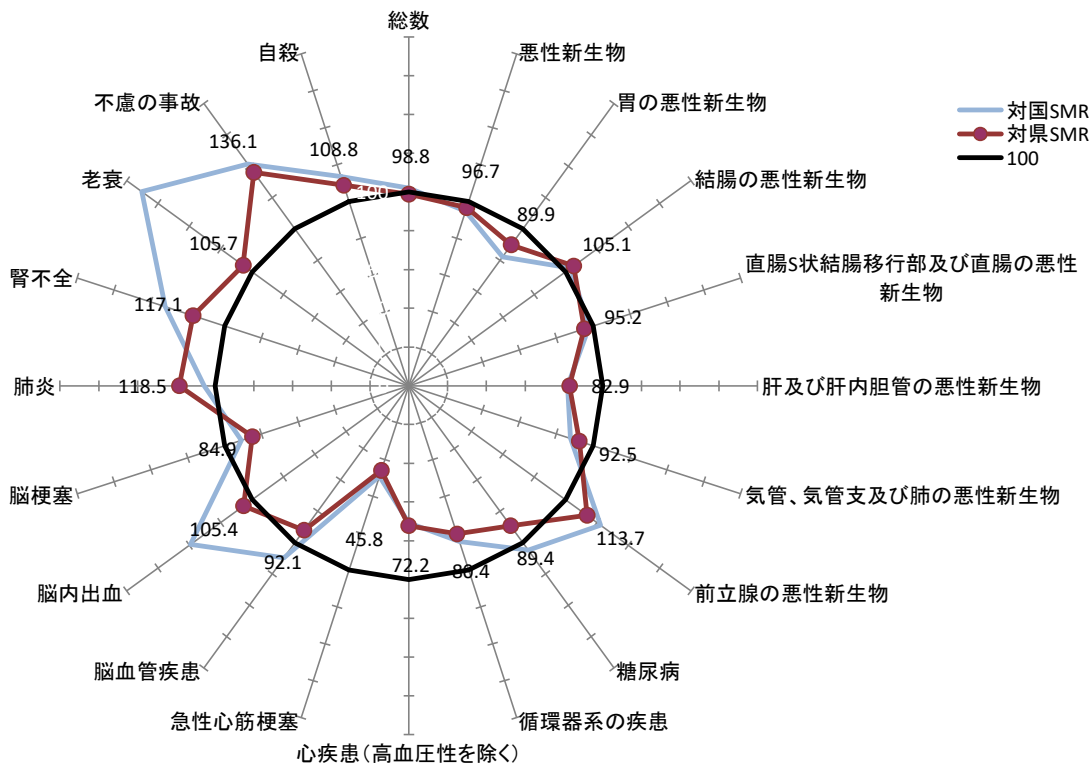 総数
悪性新生物
胃の悪性新生物
結腸の悪性新生物
直腸S状結腸移行部及び直腸の悪性
新生物
肝及び肝内胆管の悪性新生物
気管、気管支及び肺の悪性新生物
前立腺の悪性新生物
糖尿病
循環器系の疾患
心疾患（高血圧性を除く）
急性心筋梗塞
脳血管疾患
脳内出血
脳梗塞
肺炎
腎不全
老衰
不慮の事故
自殺
98.8
96.7
89.9
105.1
95.2
82.9
92.5
113.7
89.4
80.4
72.2
45.8
92.1
105.4
84.9
118.5
117.1
105.7
136.1
108.8
100
対国SMR
対県SMR
100